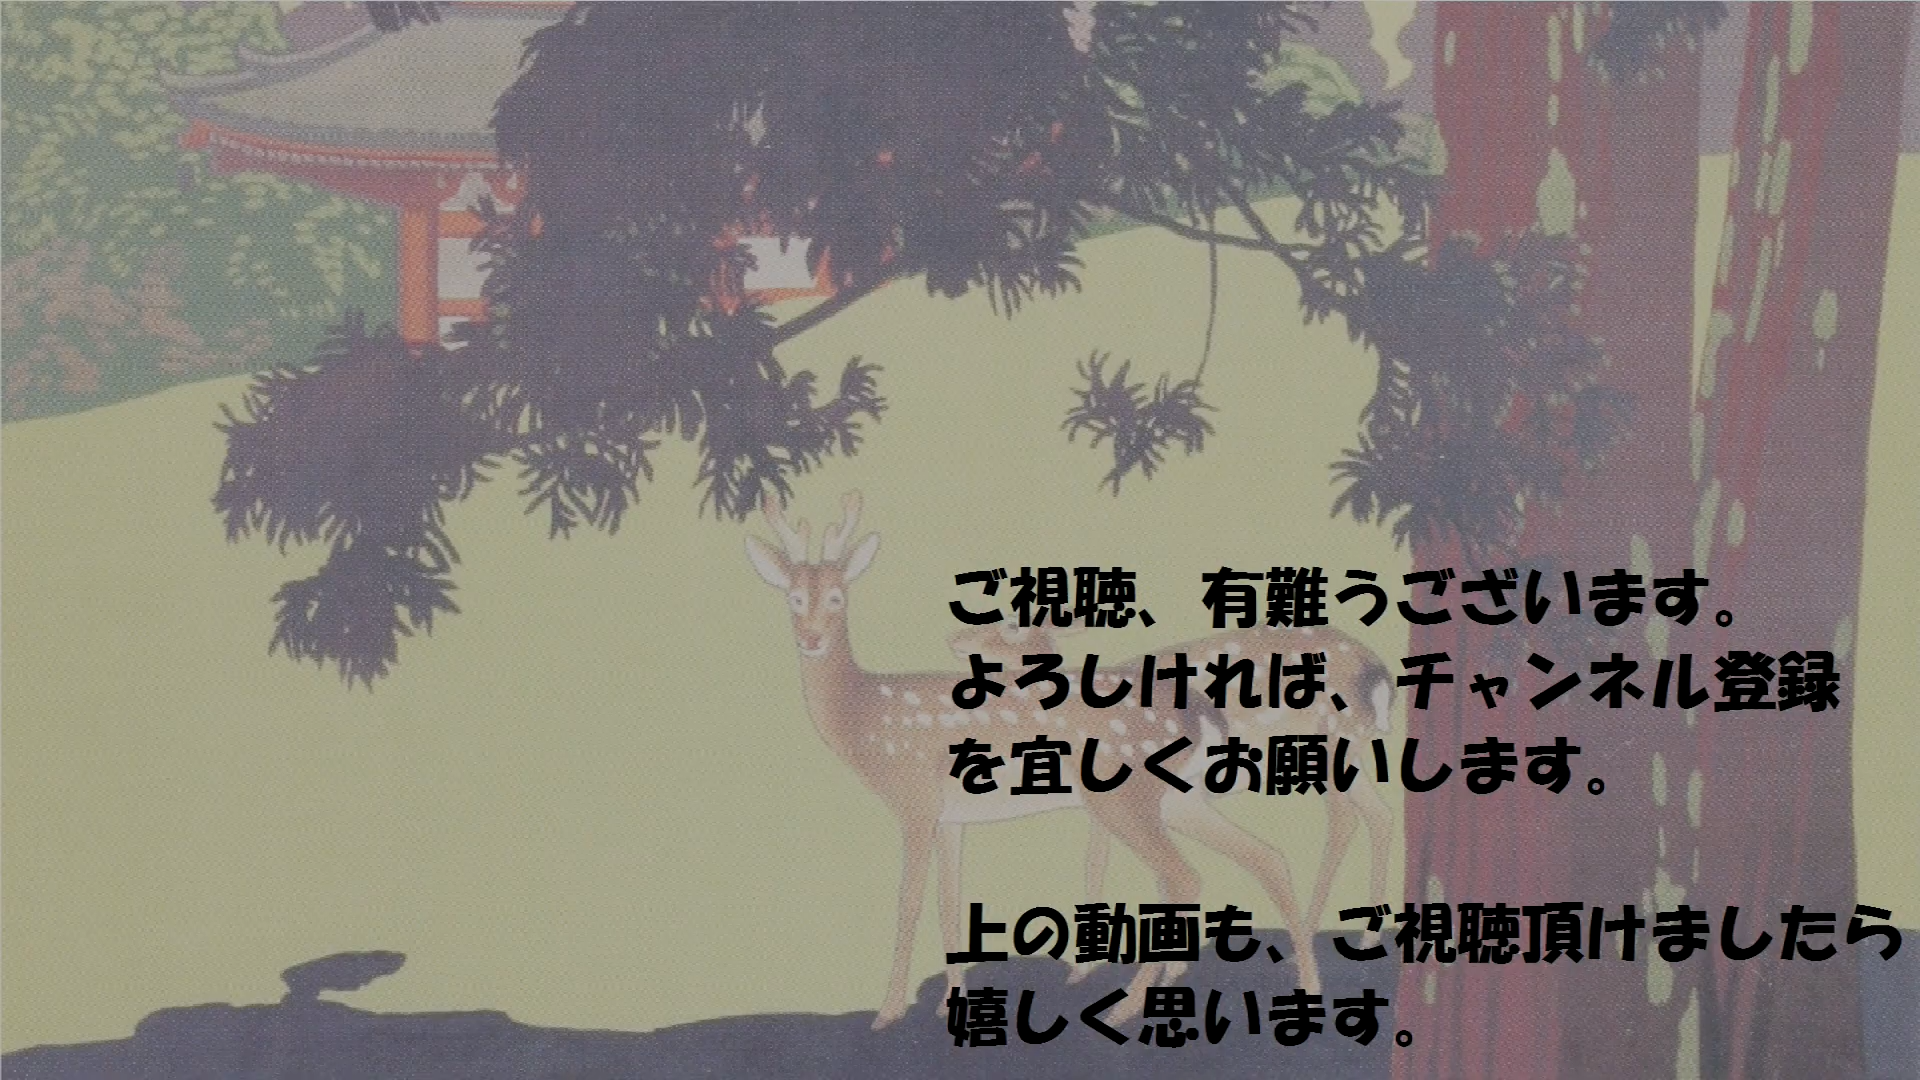 ご視聴、有難うございます。
よろしければ、チャンネル登録
を宜しくお願いします。
上の動画も、ご視聴頂けましたら
嬉しく思います。